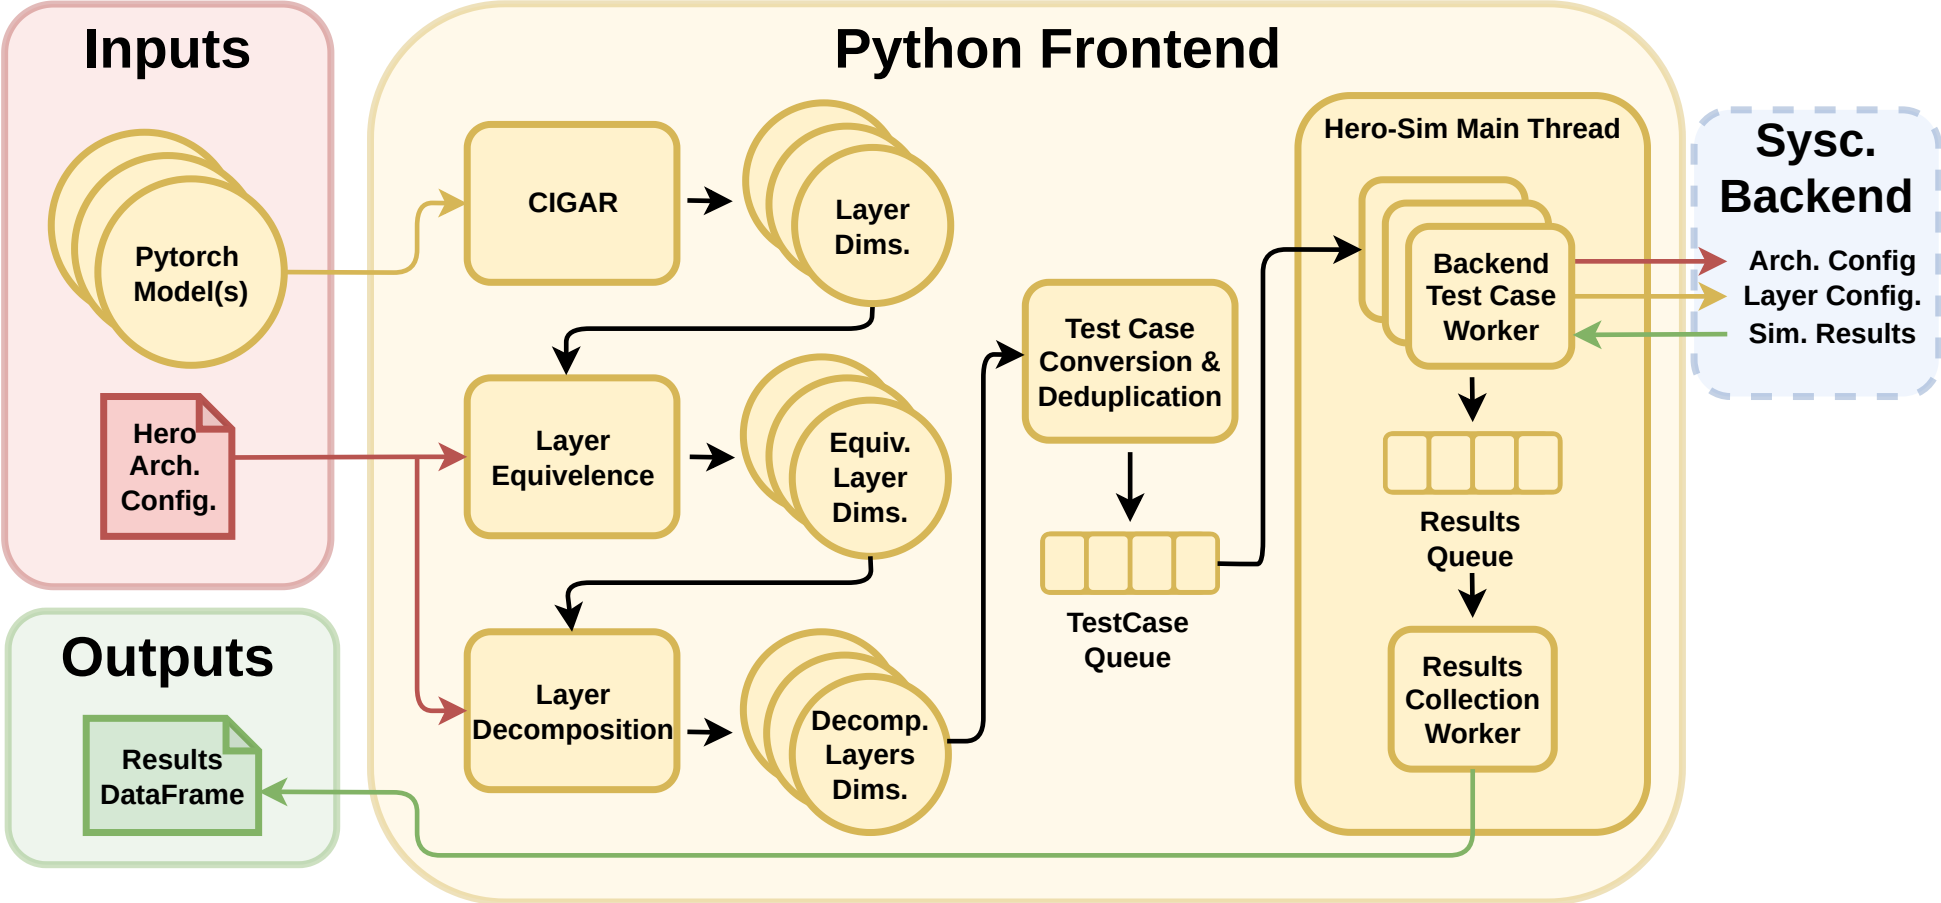 Inputs
Pytorch
Model(s)
Hero
Arch.
Config.
Outputs
Results
DataFrame
Python Frontend
CIGAR
Layer
Dims.
Layer
Equivelence
Equiv.
Layer
Dims.
Layer
Decomposition
Decomp.
Layers
Dims.
Test Case
Conversion &
Deduplication
TestCase
Queue
Hero-Sim Main Thread
Backend
Test Case
Worker
Results
Queue
Results
Collection
Worker
Sysc.
Backend
Arch. Config
Layer Config.
Sim. Results